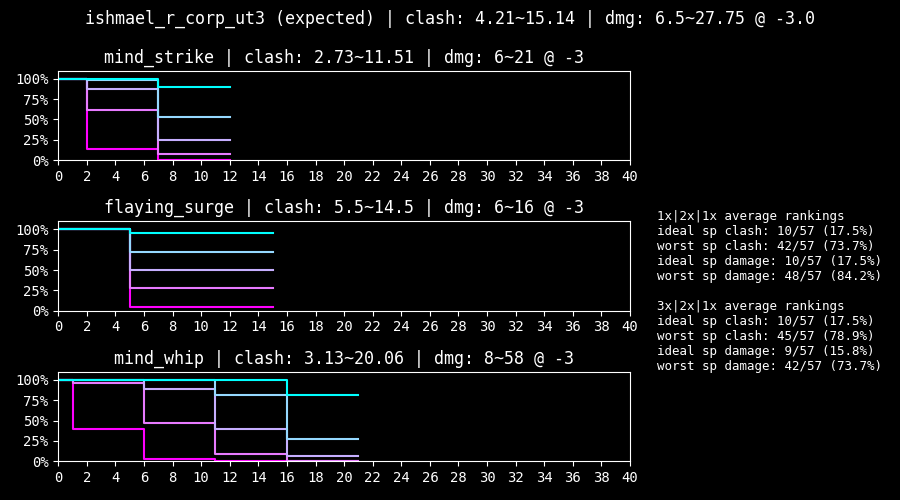 ishmael_r_corp_ut3 (expected) | clash: 4.21~15.14 | dmg: 6.5~27.75 @ -3.0
mind_strike | clash: 2.73~11.51 | dmg: 6~21 @ -3
100%
75%
50%
25%
0%
0 2 4 6 8 10 12 14 16 18 20 22 24 26 28 30 32 34 36 38 40
flaying_surge | clash: 5.5~14.5 | dmg: 6~16 @ -3
100%
75%
50%
25%
0%
0 2 4 6 8 10 12 14 16 18 20 22 24 26 28 30 32 34 36 38 40
mind_whip | clash: 3.13~20.06 | dmg: 8~58 @ -3
100%
75%
50%
25%
0%
0 2 4 6 8 10 12 14 16 18 20 22 24 26 28 30 32 34 36 38 40
1x|2x|1x average rankings
ideal sp clash: 10/57 (17.5%)
worst sp clash: 42/57 (73.7%)
ideal sp damage: 10/57 (17.5%)
worst sp damage: 48/57 (84.2%)
3x|2x|1x average rankings
ideal sp clash: 10/57 (17.5%)
worst sp clash: 45/57 (78.9%)
ideal sp damage: 9/57 (15.8%)
worst sp damage: 42/57 (73.7%)